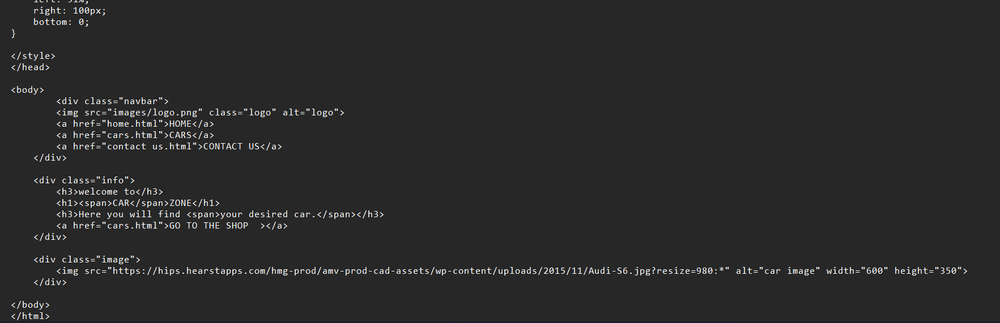 right: 100px;
bottom: 0;
}
</style>
</head>
<body>
<div class="navbar">
<img src="images/logo.png" class="logo" alt="logo">
<a href="home.html">HOME</a>
<a href="cars.html">CARS</a>
<a href="contact us.html">CONTACT US</a>
</div>
<div class="info">
<h3>welcome to</h3>
<h1><span>CAR</span>ZONE</h1>
<h3>Here you will find <span>your desired car.</span></h3>
<a href="cars.html">GO TO THE SHOP  ></a>
</div>
<div class="image">
<img src="https://hips.hearstapps.com/hmg-prod/amv-prod-cad-assets/wp-content/uploads/2015/11/Audi-S6.jpg?resize=980:*" alt="car image" width="600" height="350">
</div>
</body>
</html>